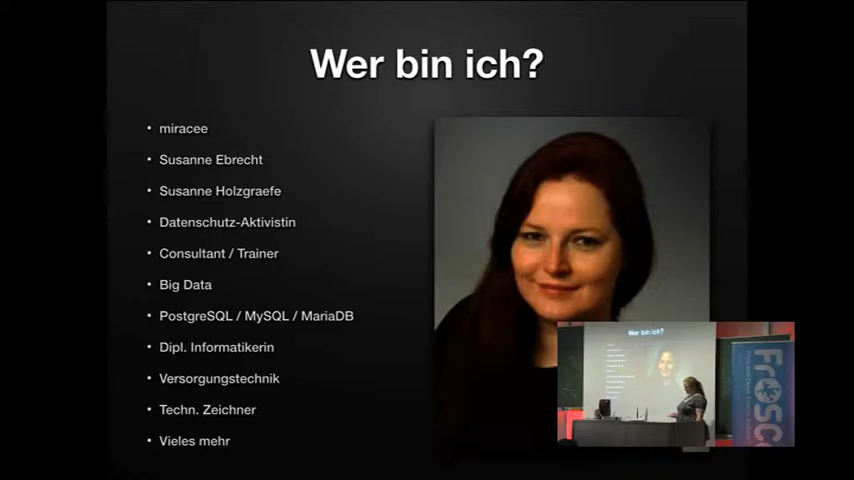 Wer bin ich?
• miracee
• Susanne Ebrecht
• Susanne Holzgraefe
• Datenschutz-Aktivistin
• Consultant / Trainer
• Big Data
• PostgreSQL / MySQL / MariaDB
• Dipl. Informatikerin
• Versorgungstechnik
• Techn. Zeichner
• Vieles mehr
Wer bin ich?
FrOSC